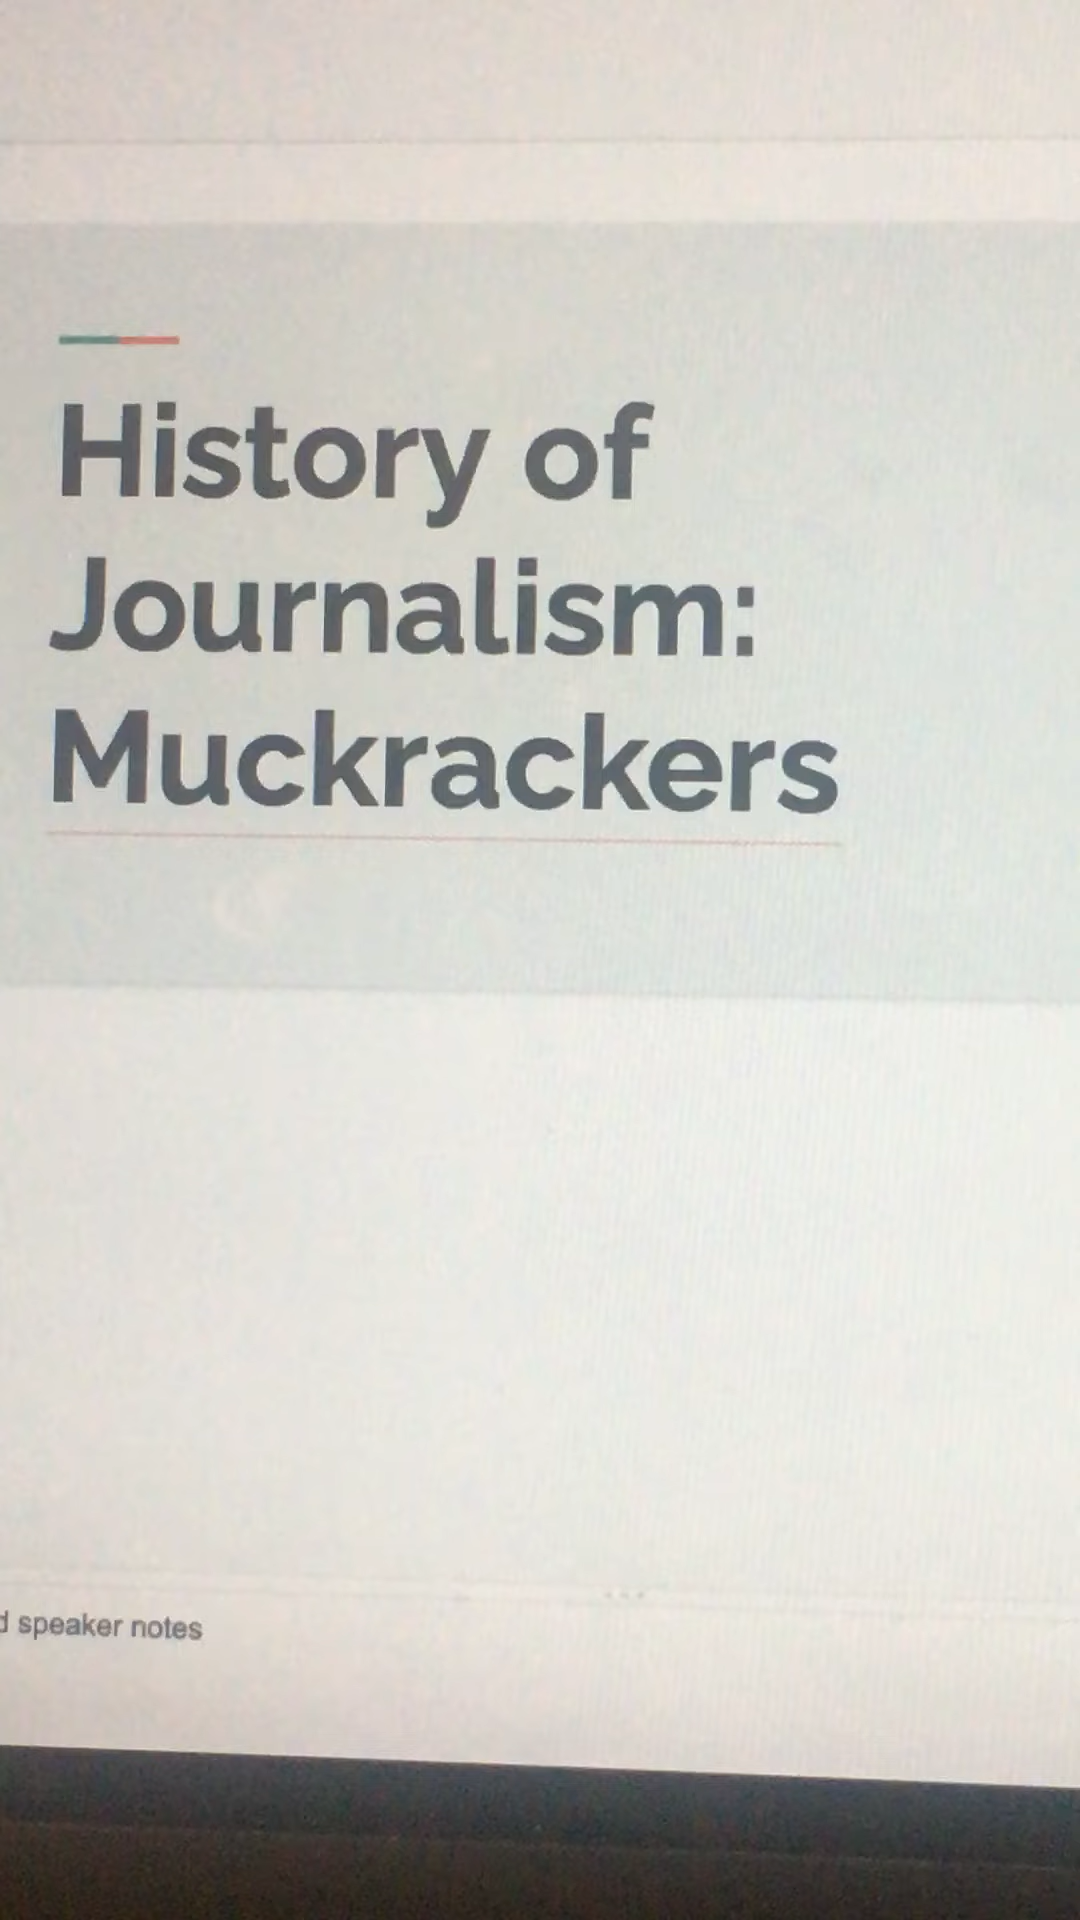 History of
Journalism:
Muckrackers
speaker notes